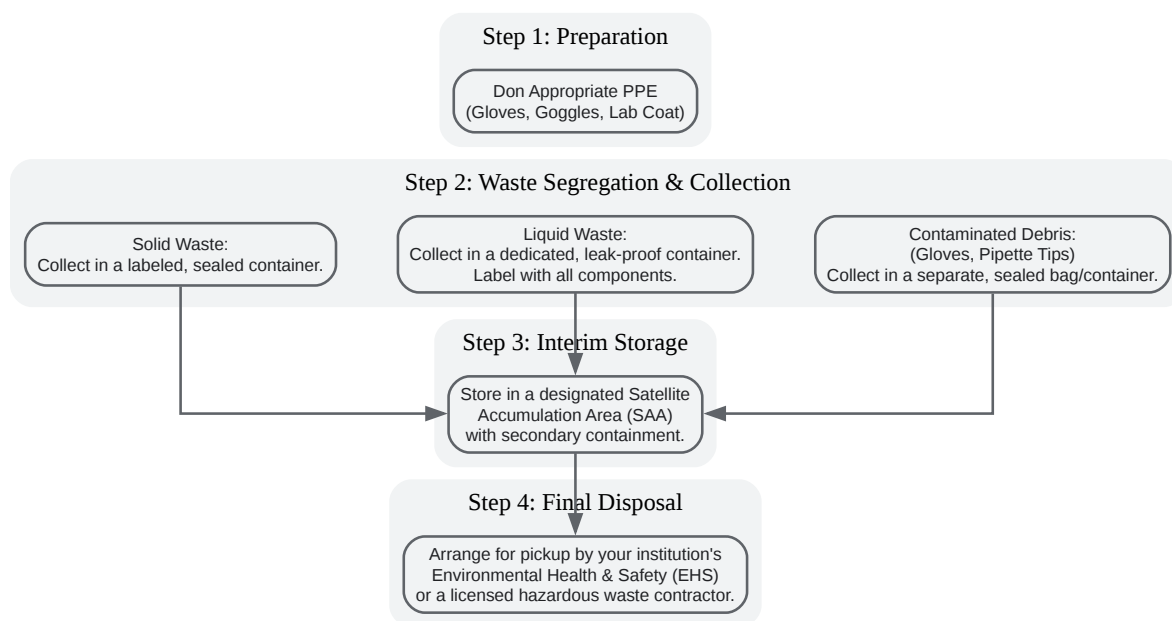 Step 1: Preparation
Don Appropriate PPE
(Gloves, Goggles, Lab Coat)
Step 2: Waste Segregation & Collection
Solid Waste:
Collect in a labeled, sealed container.
Liquid Waste:
Collect in a dedicated, leak-proof container.
Label with all components.
Contaminated Debris:
(Gloves, Pipette Tips)
Collect in a separate, sealed bag/container.
Step 3: Interim Storage
Store in a designated Satellite
Accumulation Area (SAA)
with secondary containment.
Step 4: Final Disposal
Arrange for pickup by your institution's
Environmental Health & Safety (EHS)
or a licensed hazardous waste contractor.